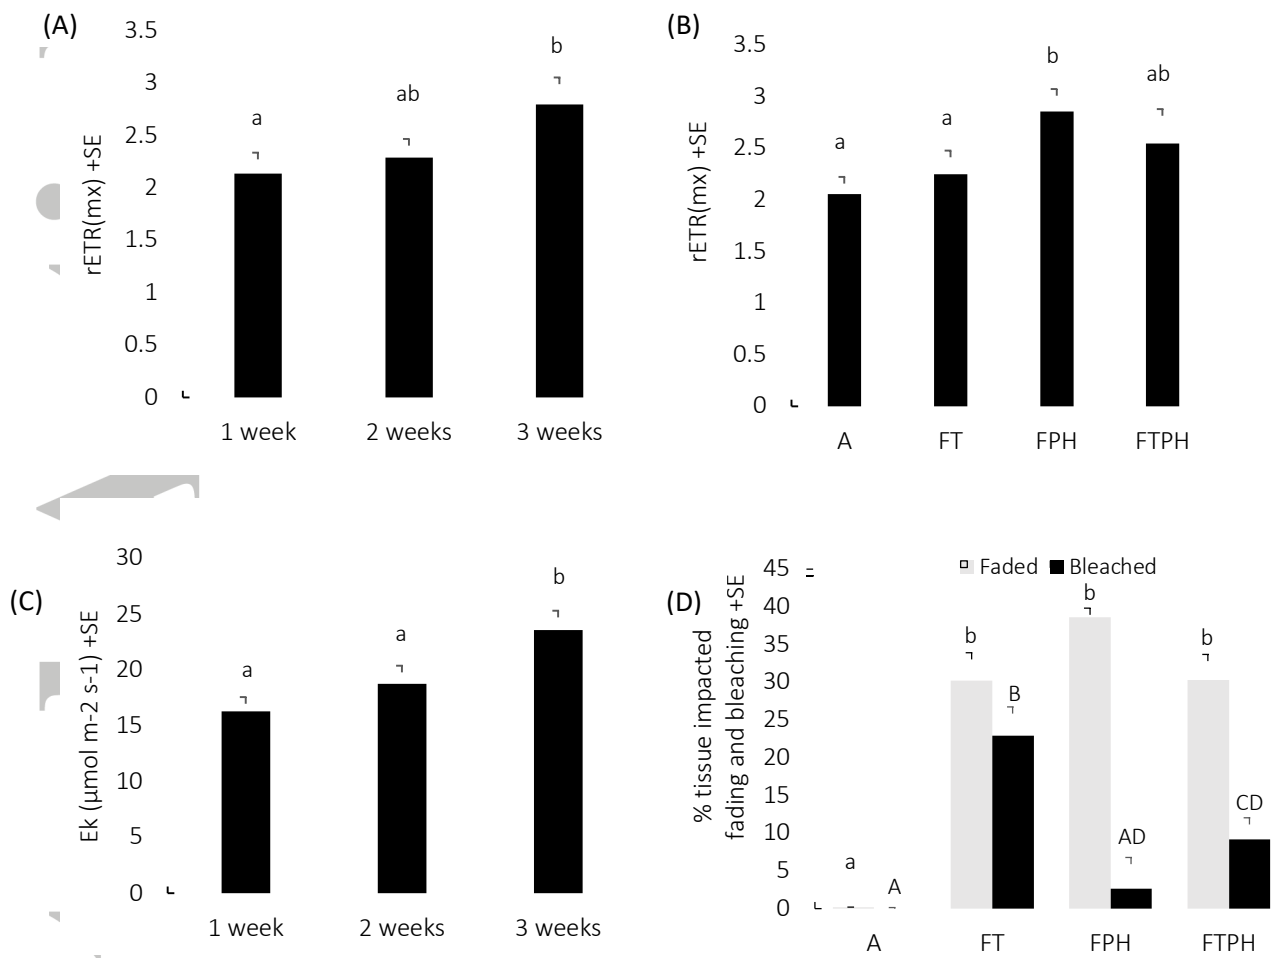 (A)
rETR(mx) +SE
3.5
3
2.5
2
1.5
1
0.5
0
a
ab
b
1 week
2 weeks
3 weeks
(B)
rETR(mx) +SE
3.5
3
2.5
2
1.5
1
0.5
0
a
a
b
ab
A
FT
FPH
FTPH
(C)
Ek (μmol m-2 s-1) +SE
30
25
20
15
10
5
0
a
a
b
1 week
2 weeks
3 weeks
(D)
% tissue impacted
fading and bleaching +SE
45
40
35
30
25
20
15
10
5
0
Faded Bleached
a
A
b
B
b
AD
b
CD
A
FT
FPH
FTPH